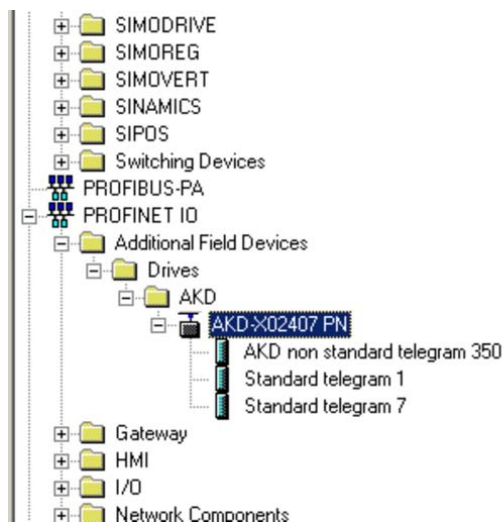 SIMODRIVE
SIMOREG
SIMOVERT
SINAMICS
SIPOS
Switching Devices
PROFIBUS-PA
PROFINET IO
Additional Field Devices
Drives
AKD
AKD-X02407 PN
AKD non standard telegram 350
Standard telegram 1
Standard telegram 7
Gateway
HMI
I/O
Network Components